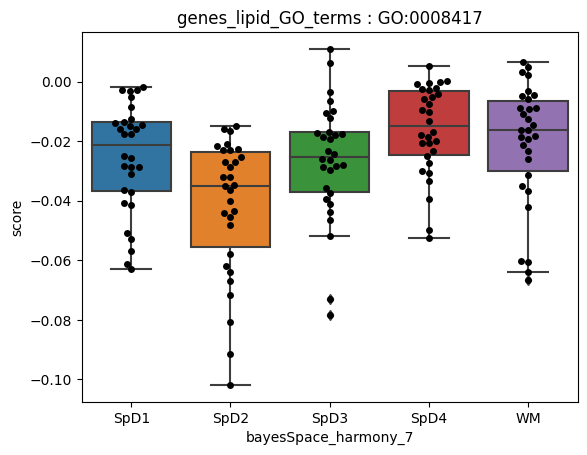 genes_lipid_GO_terms : GO:0008417
0.00
−0.02
−0.04
−0.06
−0.08
−0.10
score
SpD1 SpD2 SpD3 SpD4 WM
bayesSpace_harmony_7